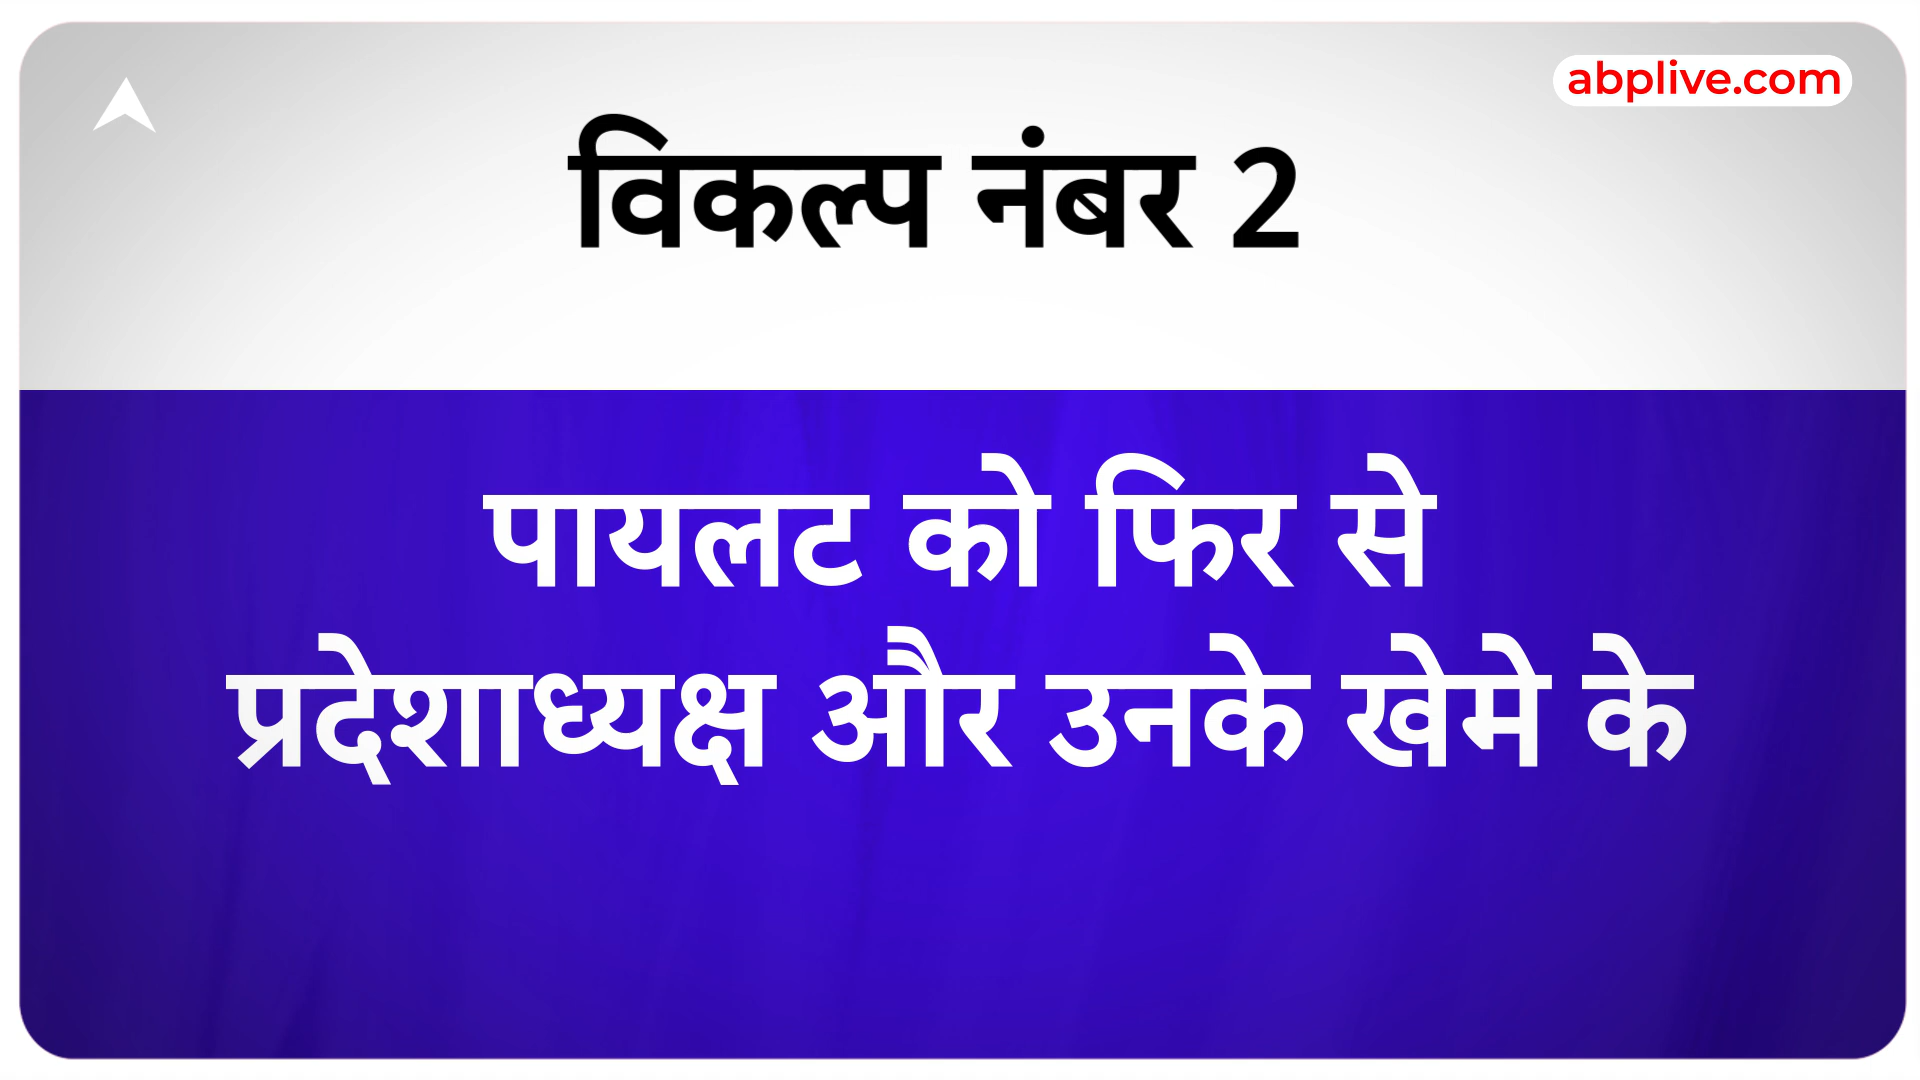 abplive.com
विकल्प नंबर 2
पायलट को फिर से
प्रदेशाध्यक्ष और उनके खेमे के